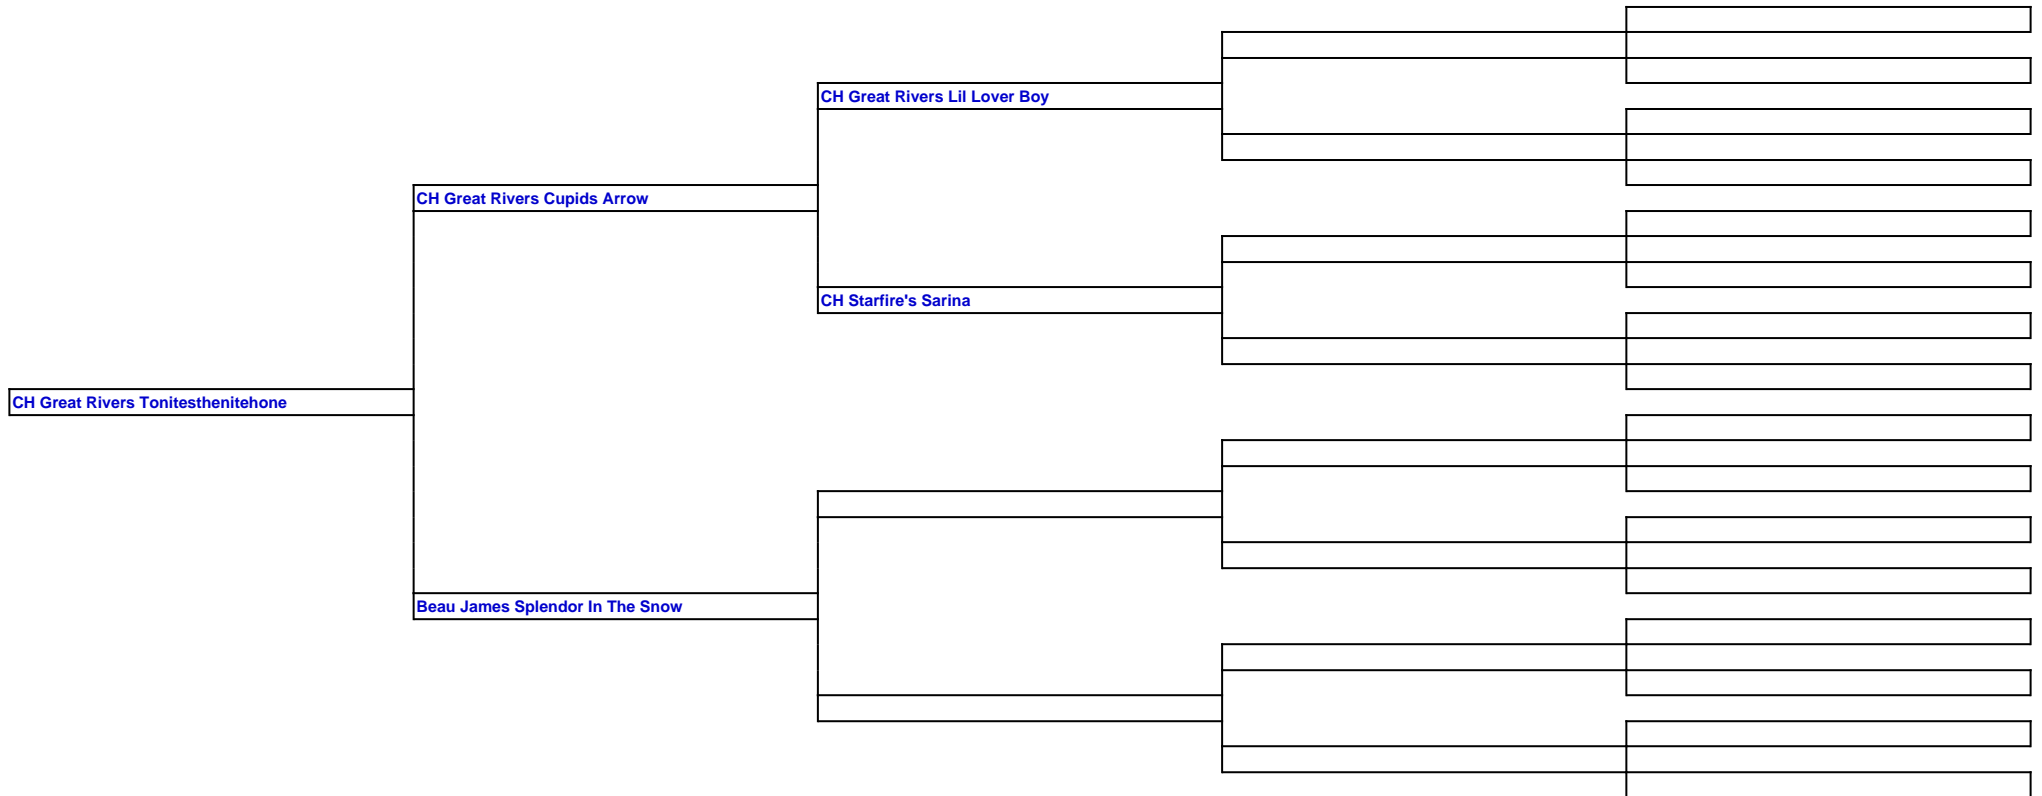 CH Great Rivers Lil Lover Boy
CH Great Rivers Cupids Arrow
CH Starfire's Sarina
CH Great Rivers Tonitesthenitehone
Beau James Splendor In The Snow